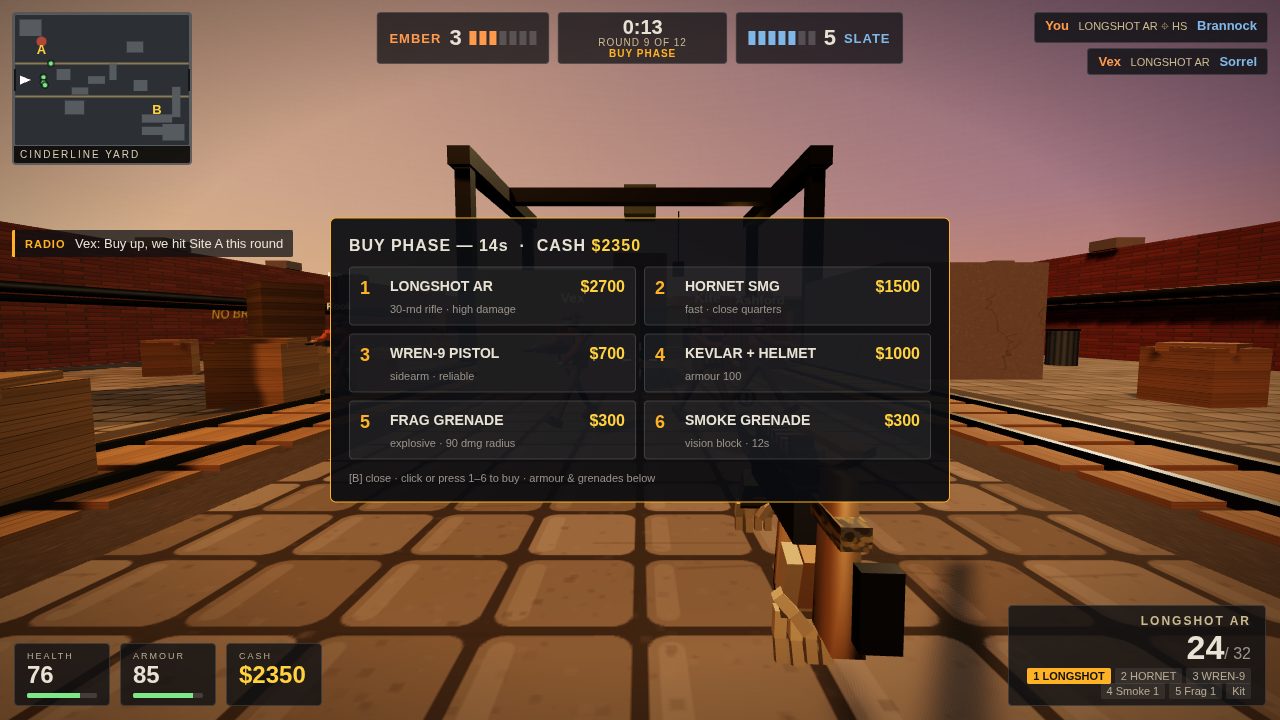 A
B
CINDERLINE YARD
EMBER 3
0:13
ROUND 9 OF 12
BUY PHASE
5 SLATE
You LONGSHOT AR HS Brannock
Vex LONGSHOT AR Sorrel
RADIO Vex: Buy up, we hit Site A this round
NO BR
BUY PHASE — 14s · CASH $2350
1 LONGSHOT AR $2700
30-rnd rifle · high damage
2 HORNET SMG $1500
fast · close quarters
3 WREN-9 PISTOL $700
sidearm · reliable
4 KEVLAR + HELMET $1000
armour 100
5 FRAG GRENADE $300
explosive · 90 dmg radius
6 SMOKE GRENADE $300
vision block · 12s
[B] close · click or press 1–6 to buy · armour & grenades below
HEALTH
76
ARMOUR
85
CASH
$2350
LONGSHOT AR
24 / 32
1 LONGSHOT 2 HORNET 3 WREN-9
4 Smoke 1 5 Frag 1 Kit